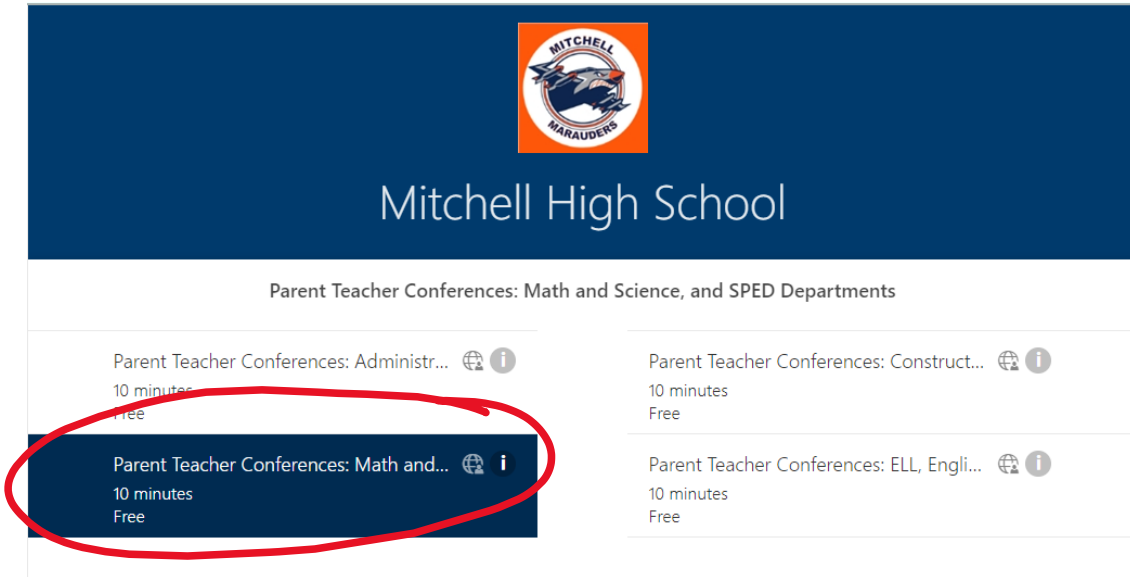 MITCHELL
MARAUDERS
Mitchell High School
Parent Teacher Conferences: Math and Science, and SPED Departments
Parent Teacher Conferences: Administr...
10 minutes
Free
Parent Teacher Conferences: Construct...
10 minutes
Free
Parent Teacher Conferences: Math and...
10 minutes
Free
Parent Teacher Conferences: ELL, Engli...
10 minutes
Free